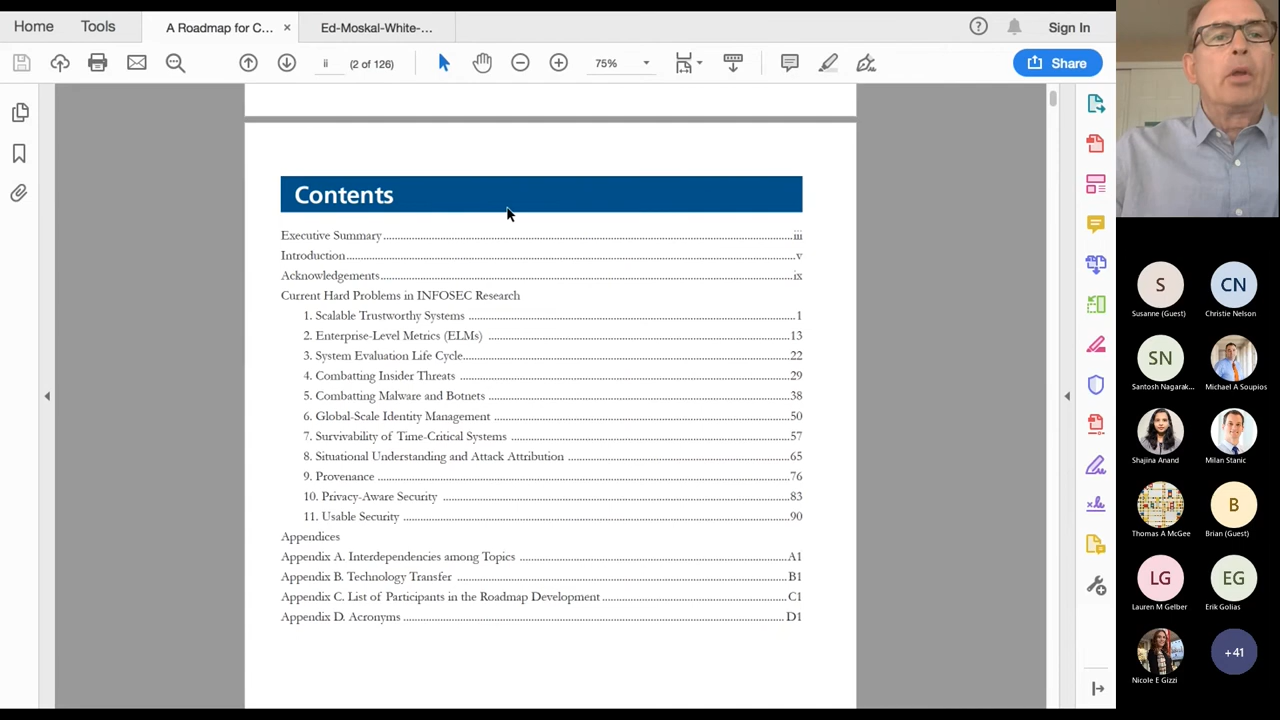 Home
Tools
A Roadmap for C...
Ed-Moskal-White-...
Sign In
ii
(2 of 126)
75%
Share
Contents
Executive Summary iii
Introduction v
Acknowledgements ix
Current Hard Problems in INFOSEC Research
1. Scalable Trustworthy Systems 1
2. Enterprise-Level Metrics (ELMs) 13
3. System Evaluation Life Cycle 22
4. Combatting Insider Threats 29
5. Combatting Malware and Botnets 38
6. Global-Scale Identity Management 50
7. Survivability of Time-Critical Systems 57
8. Situational Understanding and Attack Attribution 65
9. Provenance 76
10. Privacy-Aware Security 83
11. Usable Security 90
Appendices
Appendix A. Interdependencies among Topics A1
Appendix B. Technology Transfer B1
Appendix C. List of Participants in the Roadmap Development C1
Appendix D. Acronyms D1
S
CN
Susanne (Guest)
Christie Nelson
SN
Santosh Nagarak...
Michael A Soupios
Shajina Anand
Milan Stanic
B
Thomas A McGee
Brian (Guest)
LG
EG
Lauren M Gelber
Erik Golias
+41
Nicole E Gizzi